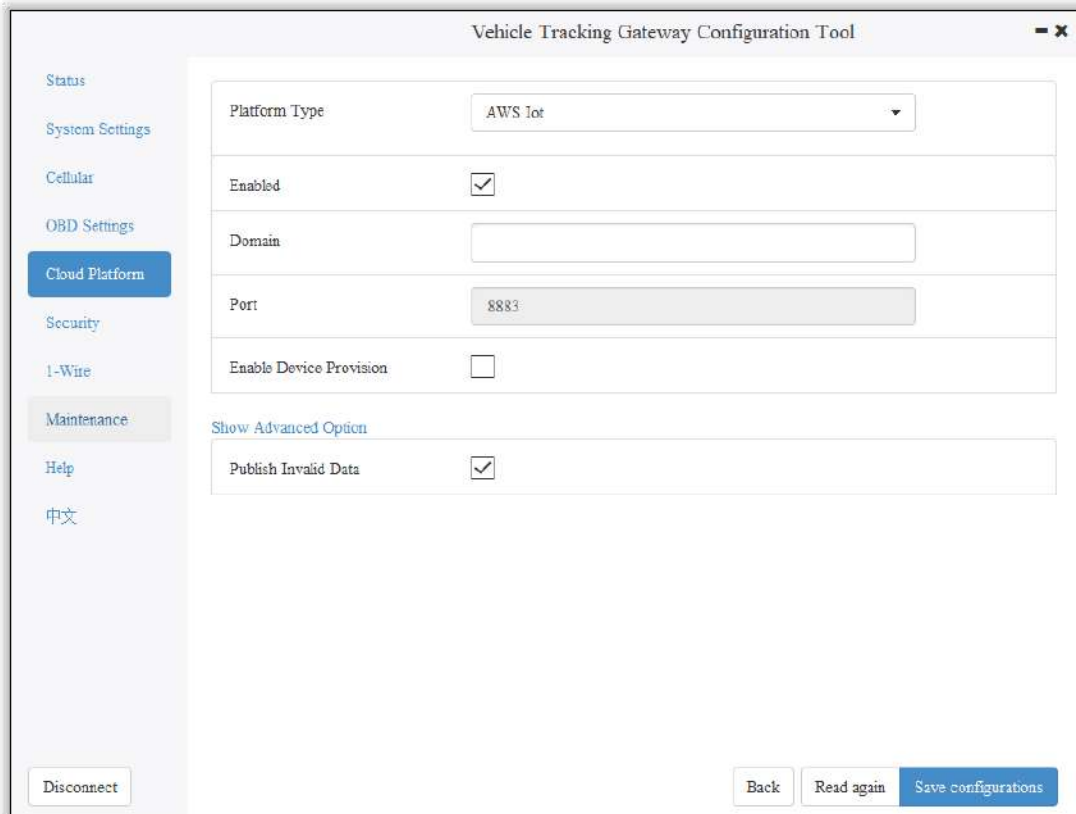 Vehicle Tracking Gateway Configuration Tool
Status
System Settings
Cellular
OBD Settings
Cloud Platform
Security
1-Wire
Maintenance
Help
中文
Platform Type AWS Iot
Enabled
Domain
Port 8883
Enable Device Provision
Show Advanced Option
Publish Invalid Data
Disconnect Back Read again Save configurations